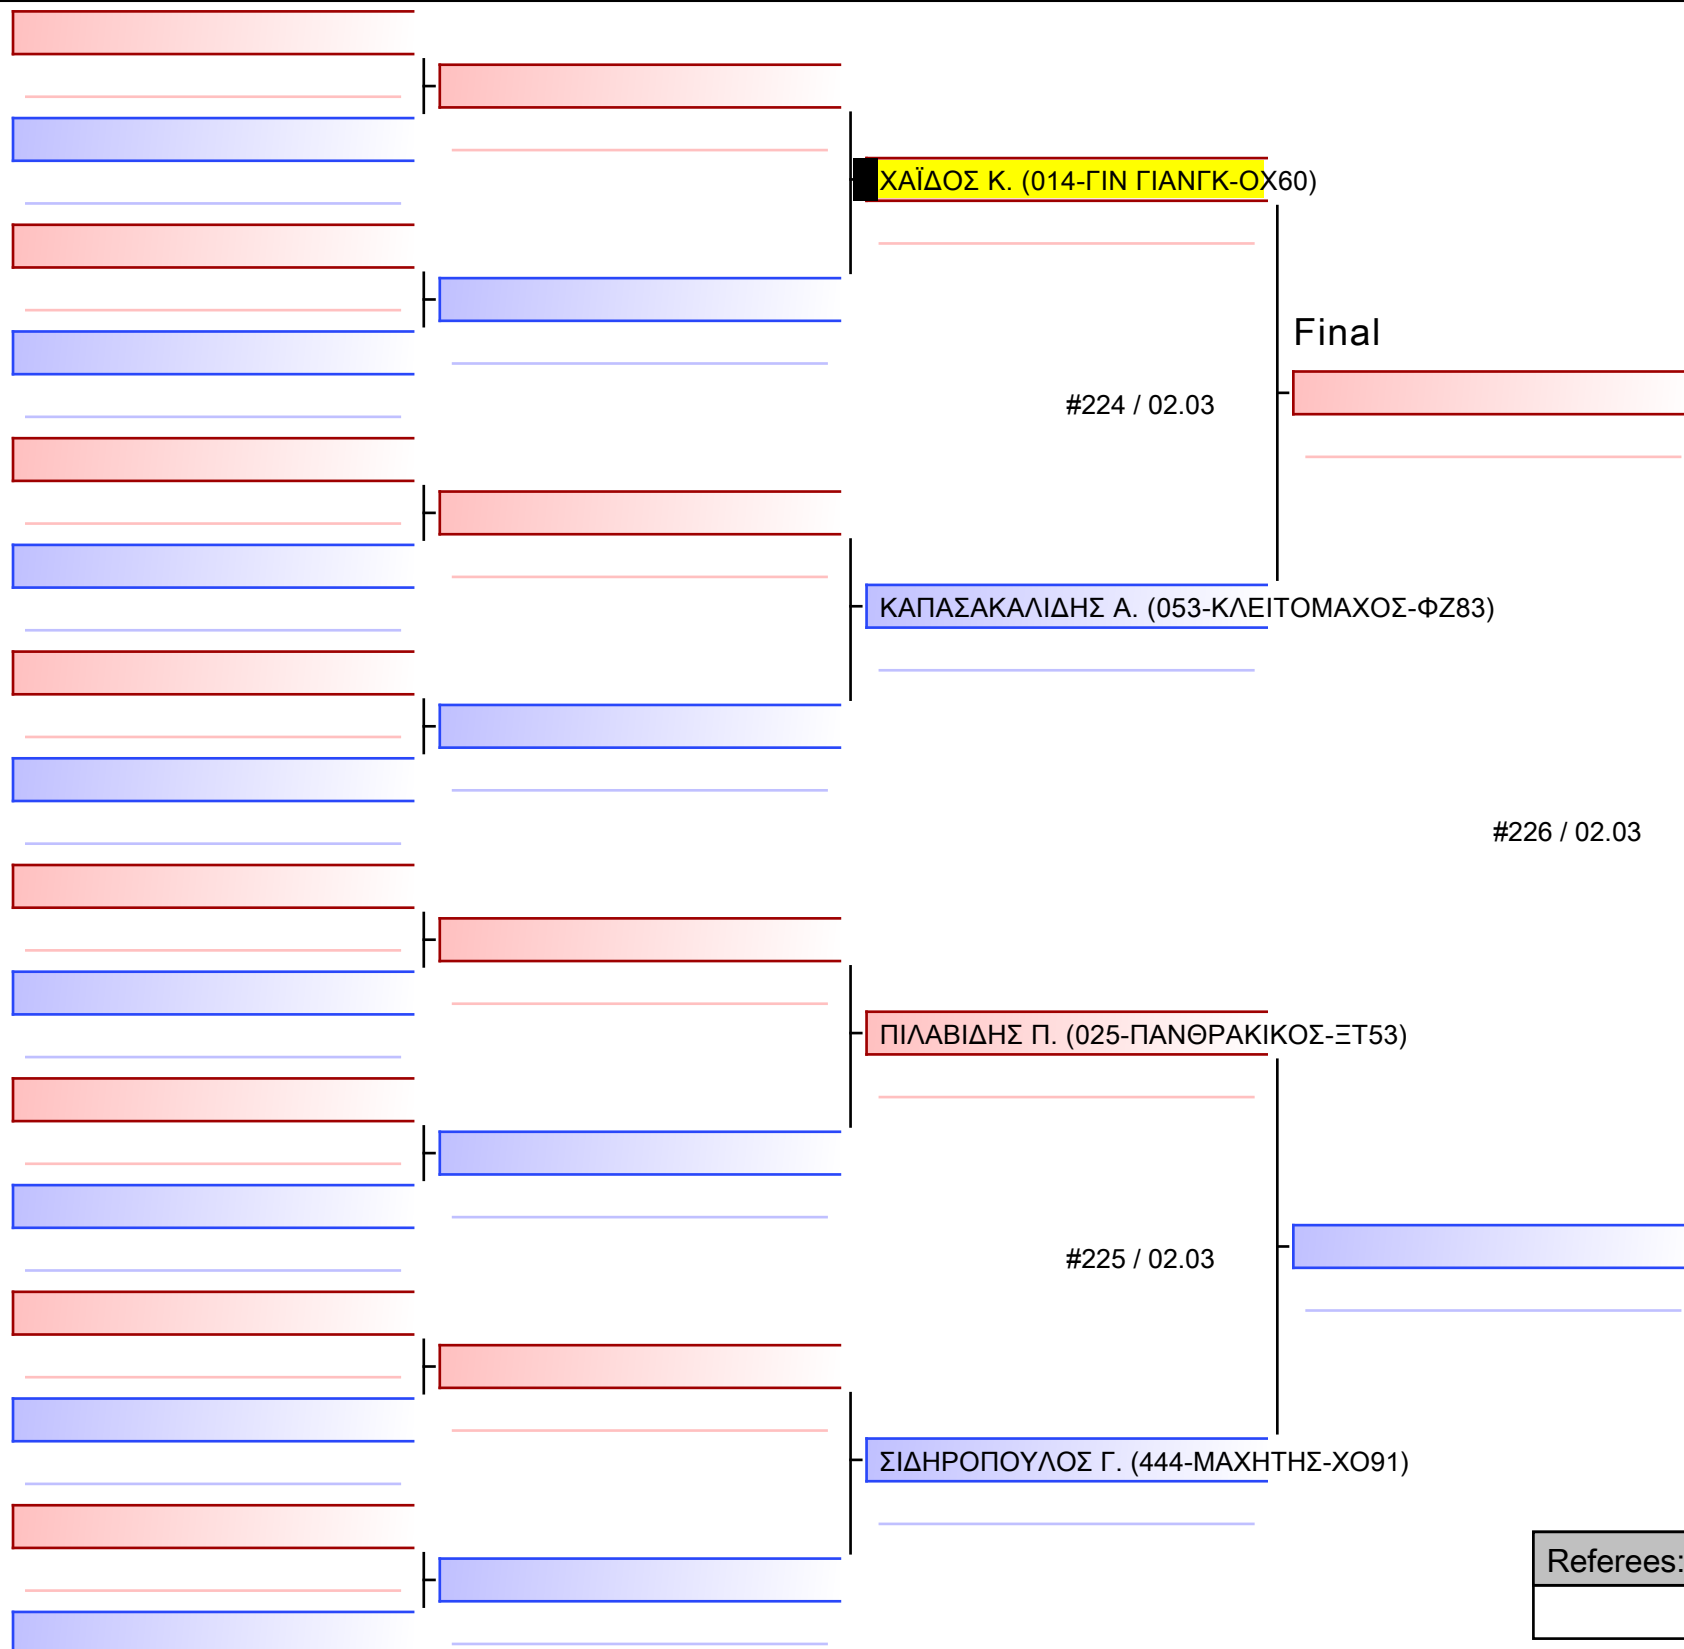 ΧΑΪΔΟΣ Κ. (014-ΓΙΝ ΓΙΑΝΓΚ-ΟΧ60)
Final
#224 / 02.03
ΚΑΠΑΣΑΚΑΛΙΔΗΣ Α. (053-ΚΛΕΙΤΟΜΑΧΟΣ-ΦΖ83)
#226 / 02.03
ΠΙΛΑΒΙΔΗΣ Π. (025-ΠΑΝΘΡΑΚΙΚΟΣ-ΞΤ53)
#225 / 02.03
ΣΙΔΗΡΟΠΟΥΛΟΣ Γ. (444-ΜΑΧΗΤΗΣ-ΧΟ91)
Referees: